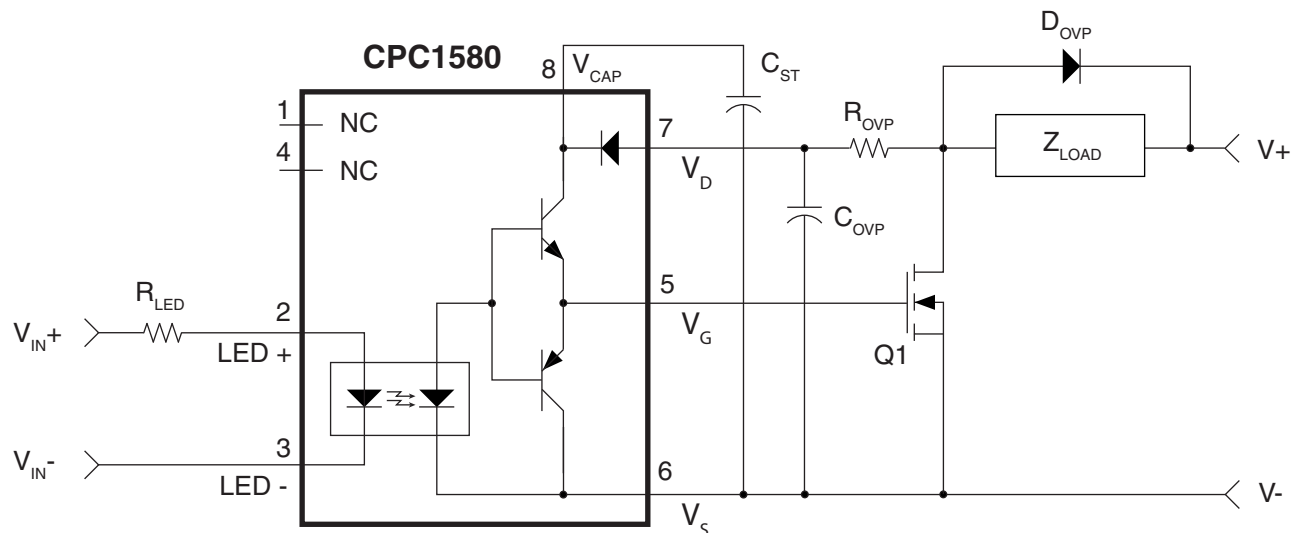 CPC1580
D_OVP
8 V_CAP
C_ST
1 NC
4 NC
7
V_D
R_OVP
Z_LOAD
V+
C_OVP
R_LED
V_IN+
2
LED +
5
V_G
Q1
V_IN-
3
LED -
6
V_S
V-